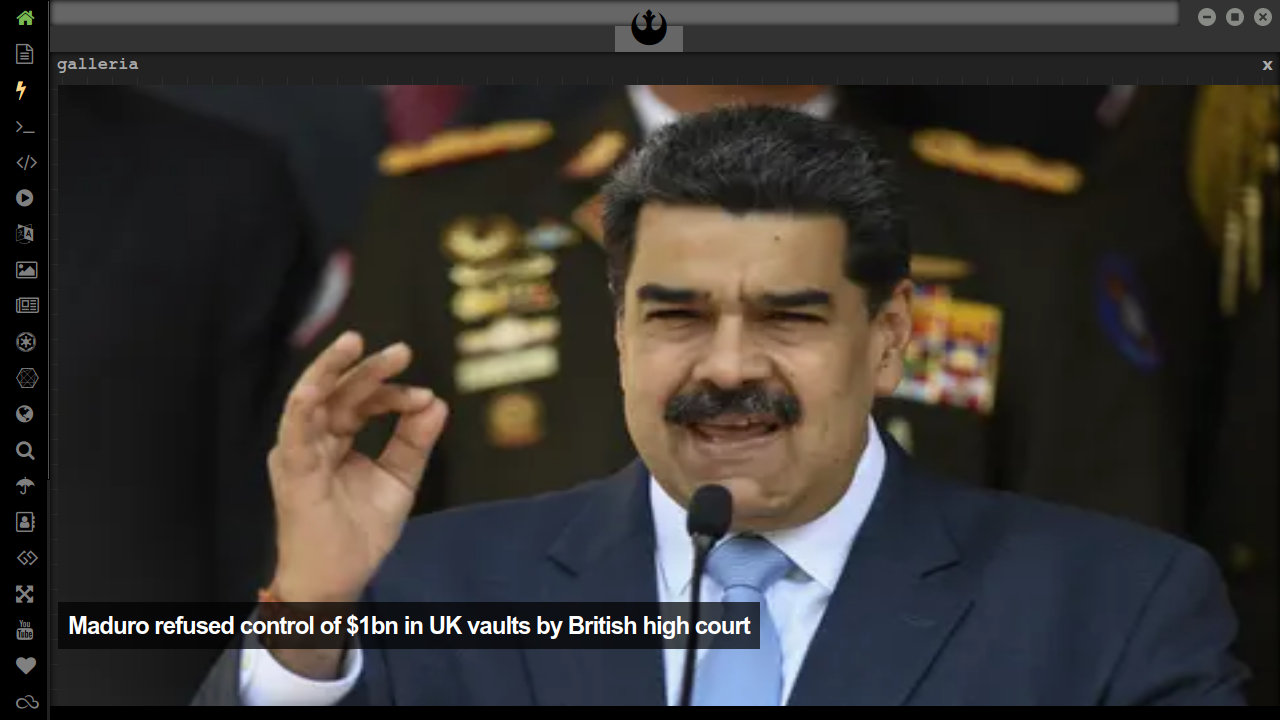 galleria
x
Maduro refused control of $1bn in UK vaults by British high court
You
Tube